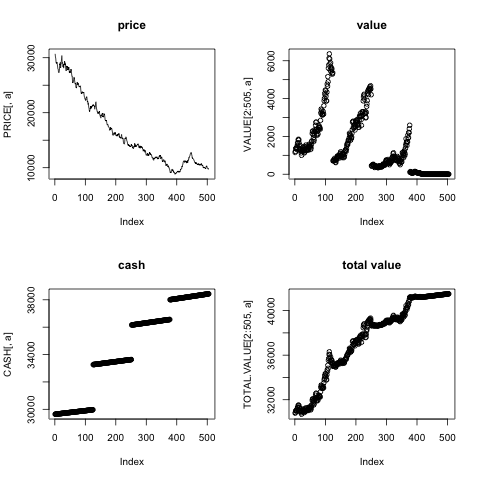 price
PRICE[, a]
10000 20000 30000
0 100 200 300 400 500
Index
value
VALUE[2:505, a]
0 2000 4000 6000
0 100 200 300 400 500
Index
cash
CASH[, a]
30000 34000 38000
0 100 200 300 400 500
Index
total value
TOTAL.VALUE[2:505, a]
32000 36000 40000
0 100 200 300 400 500
Index